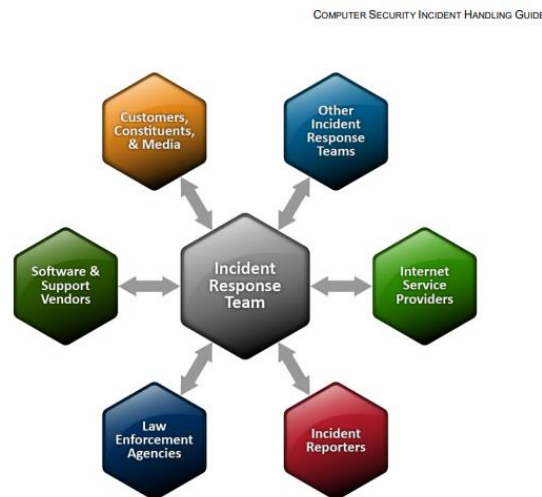 COMPUTER SECURITY INCIDENT HANDLING GUIDE
Customers,
Constituents,
& Media
Other
Incident
Response
Teams
Software &
Support
Vendors
Incident
Response
Team
Internet
Service
Providers
Law
Enforcement
Agencies
Incident
Reporters